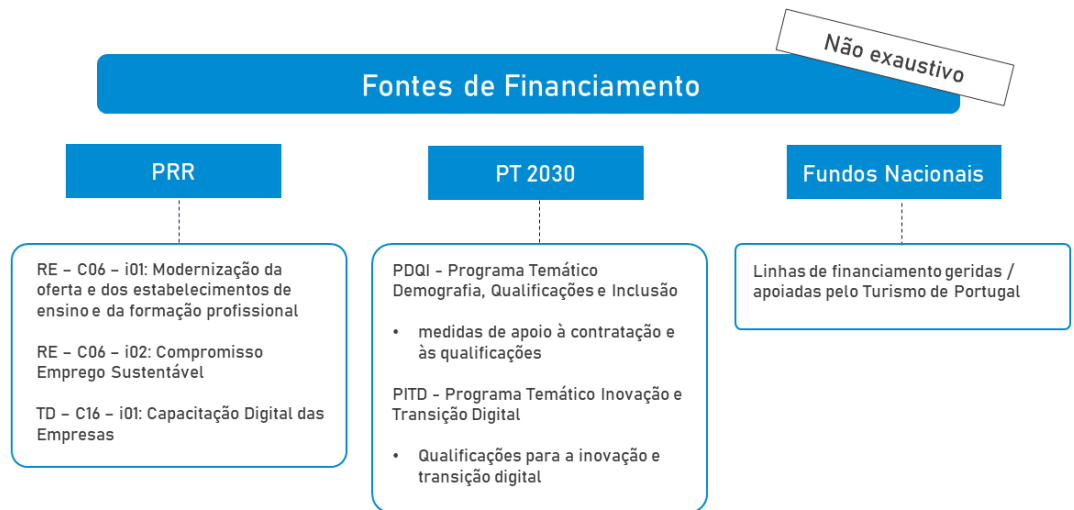 Não exaustivo
Fontes de Financiamento
PRR
PT 2030
Fundos Nacionais
RE – C06 – i01: Modernização da
oferta e dos estabelecimentos de
ensino e da formação profissional
RE – C06 – i02: Compromisso
Emprego Sustentável
TD – C16 – i01: Capacitação Digital das
Empresas
PDQI - Programa Temático
Demografia, Qualificações e Inclusão
• medidas de apoio à contratação e
às qualificações
PITD - Programa Temático Inovação e
Transição Digital
• Qualificações para a inovação e
transição digital
Linhas de financiamento geridas /
apoiadas pelo Turismo de Portugal